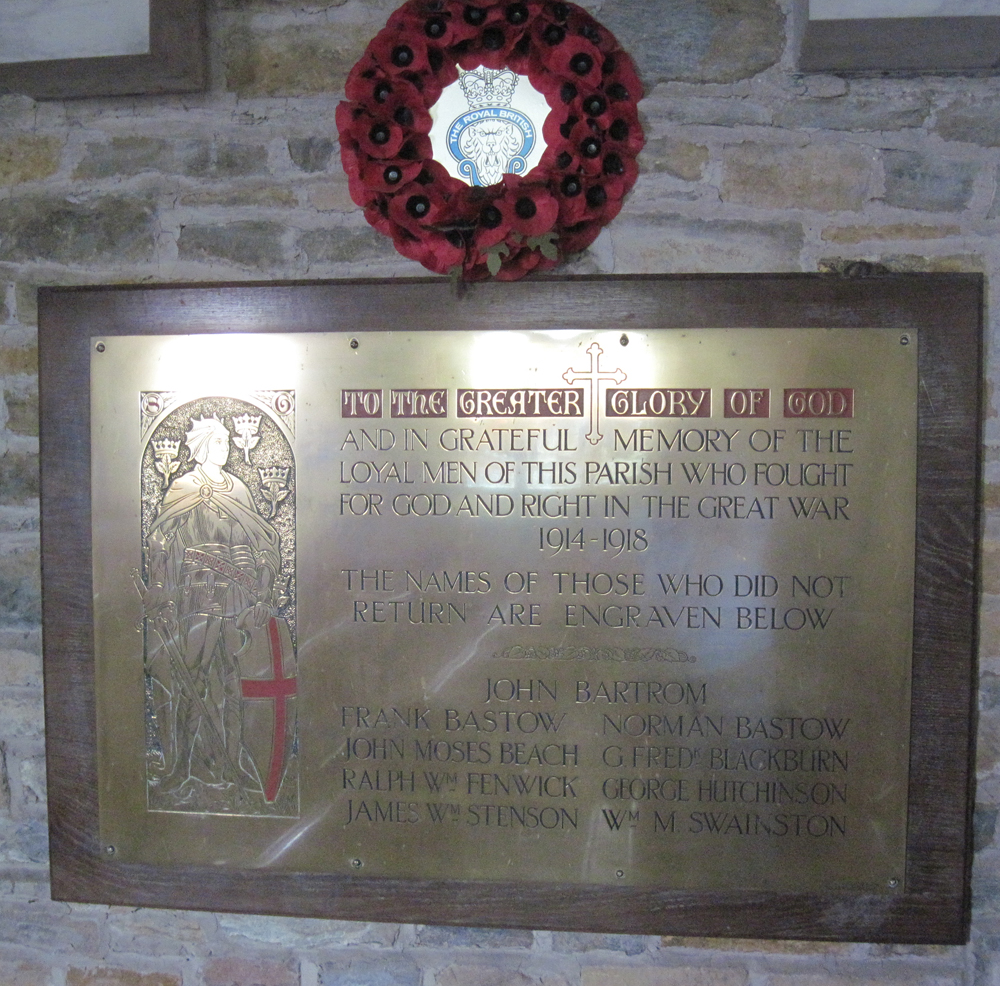 THE ROYAL BRITISH
S G
TO THE GREATER GLORY OF GOD
AND IN GRATEFUL MEMORY OF THE
LOYAL MEN OF THIS PARISH WHO FOUGHT
FOR GOD AND RIGHT IN THE GREAT WAR
1914-1918
THE NAMES OF THOSE WHO DID NOT
RETURN ARE ENGRAVEN BELOW
JOHN BARTROM
FRANK BASTOW NORMAN BASTOW
JOHN MOSES BEACH G. FREDK BLACKBURN
RALPH WM FENWICK GEORGE HUTCHINSON
JAMES WM STENSON WM M. SWAINSTON